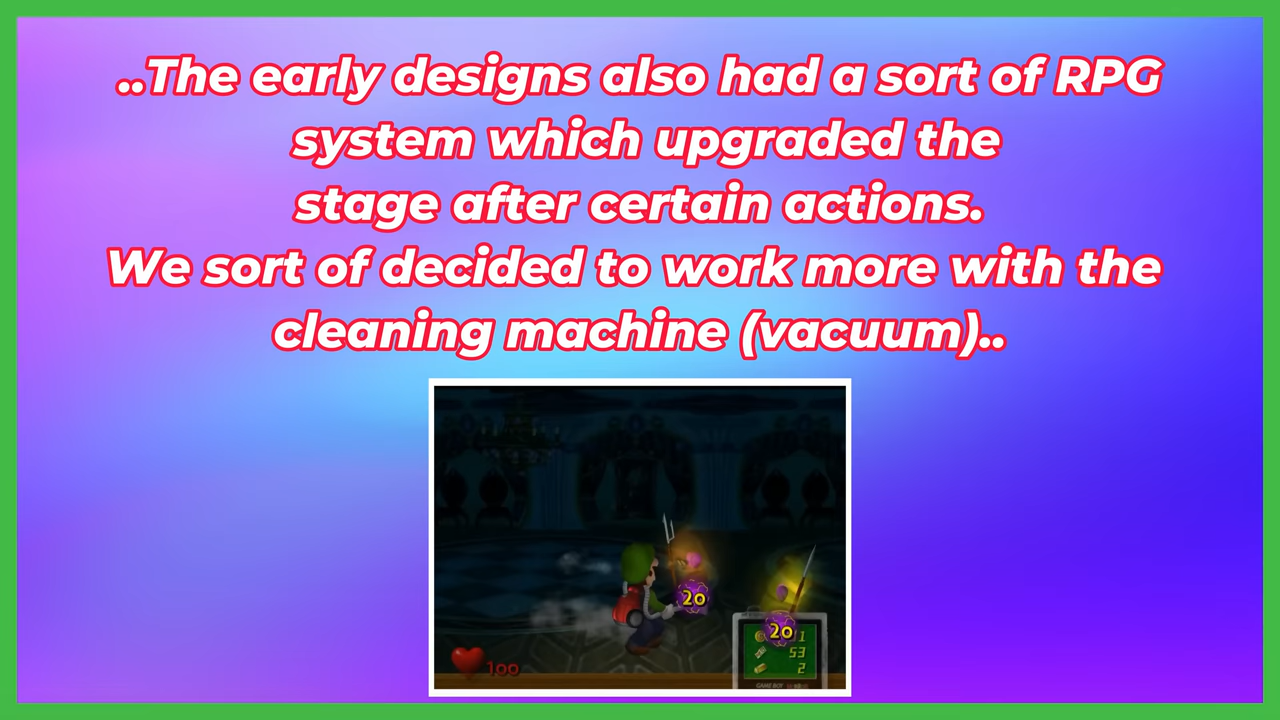 ..The early designs also had a sort of RPG
system which upgraded the
stage after certain actions.
We sort of decided to work more with the
cleaning machine (vacuum)..
20
20
1
53
2
100
GAME BOY